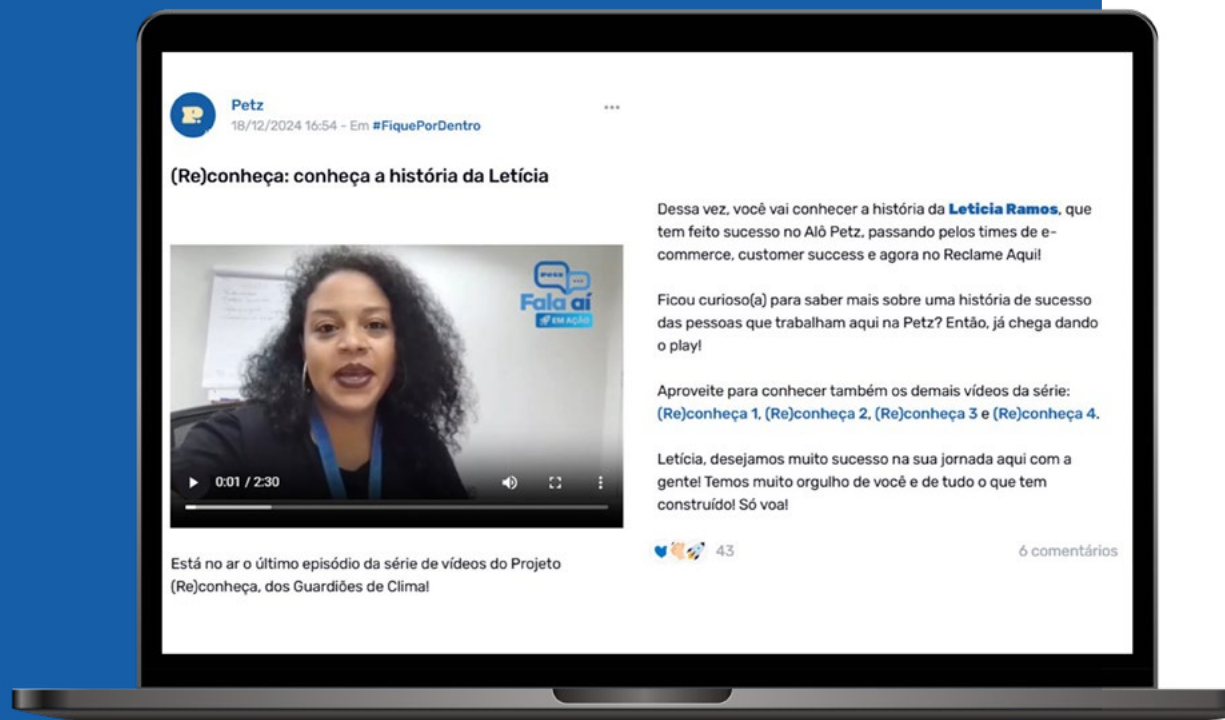 Petz
18/12/2024 16:54 - Em #FiquePorDentro
(Re)conheça: conheça a história da Letícia
petz
Fala aí
EM AÇÃO
0:01 / 2:30
Está no ar o último episódio da série de vídeos do Projeto
(Re)conheça, dos Guardiões de Clima!
Dessa vez, você vai conhecer a história da Leticia Ramos, que
tem feito sucesso no Alô Petz, passando pelos times de e-
commerce, customer success e agora no Reclame Aqui!
Ficou curioso(a) para saber mais sobre uma história de sucesso
das pessoas que trabalham aqui na Petz? Então, já chega dando
o play!
Aproveite para conhecer também os demais vídeos da série:
(Re)conheça 1, (Re)conheça 2, (Re)conheça 3 e (Re)conheça 4.
Letícia, desejamos muito sucesso na sua jornada aqui com a
gente! Temos muito orgulho de você e de tudo o que tem
construído! Só voa!
43
6 comentários